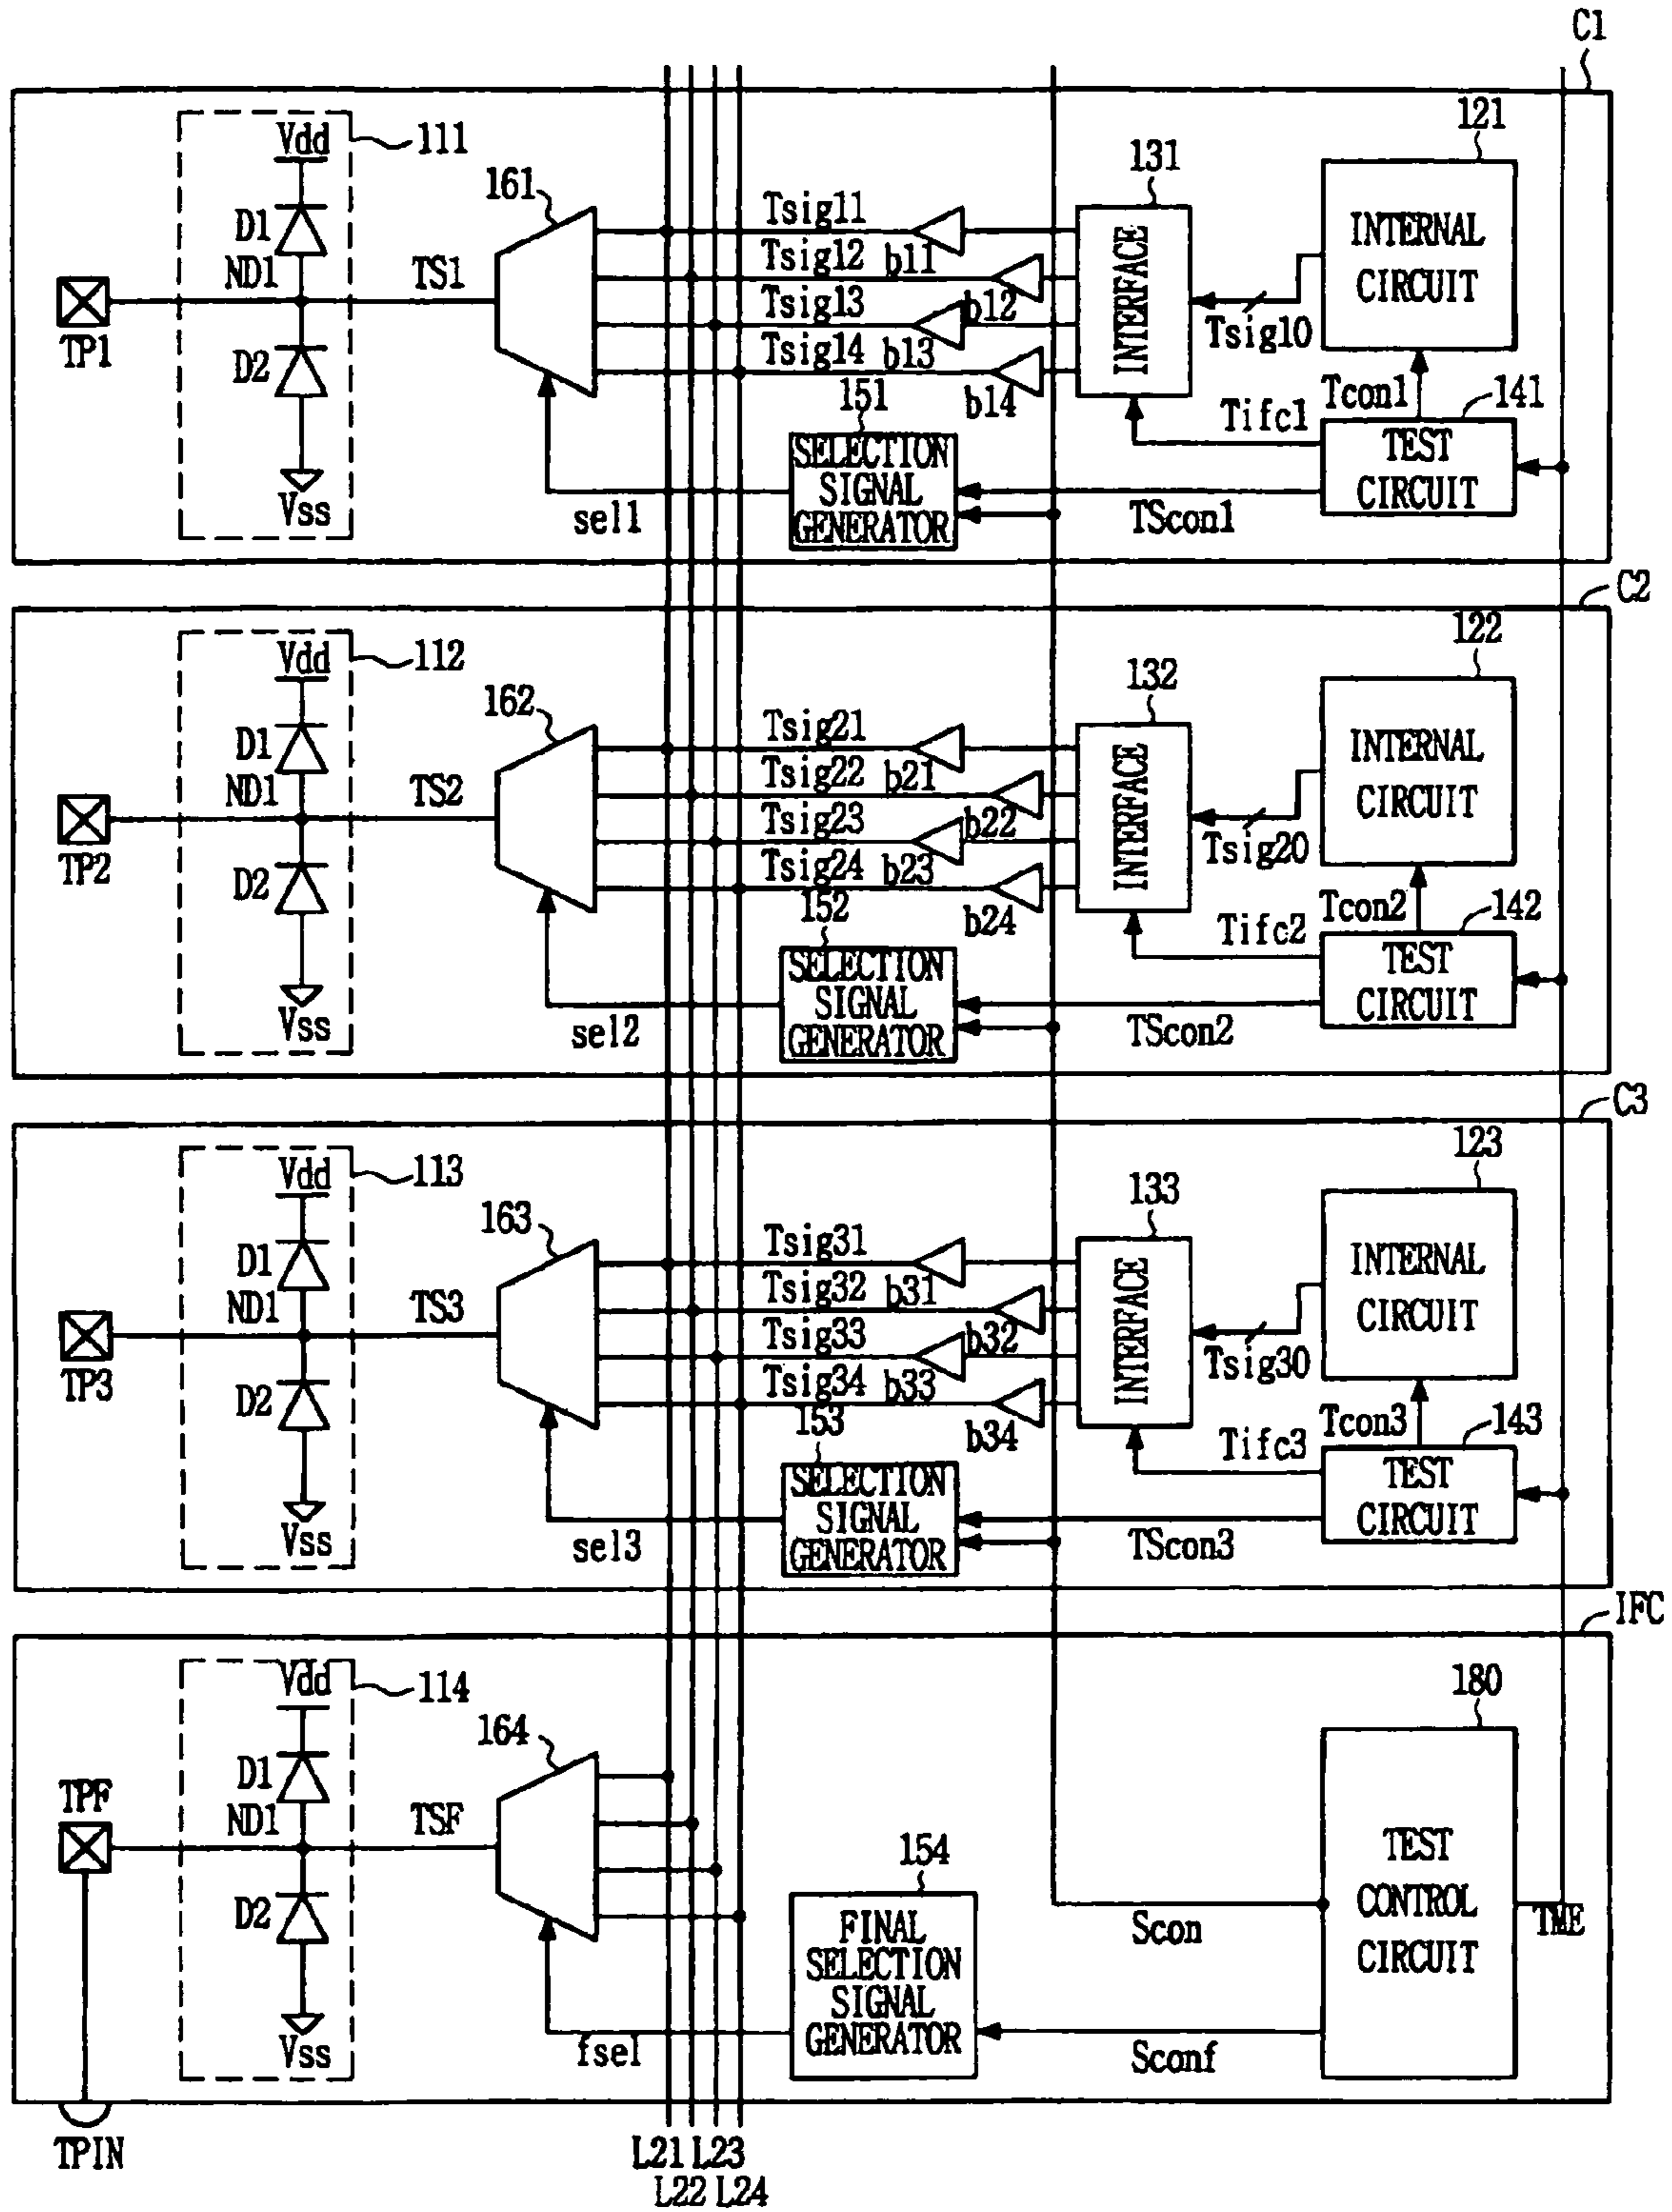 C1
Vdd
111
D1
ND1
D2
Vss
TP1
TS1
161
Tsig11
Tsig12
Tsig13
Tsig14
b11
b12
b13
b14
131
INTERFACE
121
INTERNAL
CIRCUIT
Tsig10
Tcon1
141
Tifc1
TEST
CIRCUIT
151
SELECTION
SIGNAL
GENERATOR
sel1
TScon1
C2
Vdd
112
D1
ND1
D2
Vss
TP2
TS2
162
Tsig21
Tsig22
Tsig23
Tsig24
b21
b22
b23
b24
132
INTERFACE
122
INTERNAL
CIRCUIT
Tsig20
Tcon2
142
Tifc2
TEST
CIRCUIT
152
SELECTION
SIGNAL
GENERATOR
sel2
TScon2
C3
Vdd
113
D1
ND1
D2
Vss
TP3
TS3
163
Tsig31
Tsig32
Tsig33
Tsig34
b31
b32
b33
b34
133
INTERFACE
123
INTERNAL
CIRCUIT
Tsig30
Tcon3
143
Tifc3
TEST
CIRCUIT
153
SELECTION
SIGNAL
GENERATOR
sel3
TScon3
IFC
Vdd
114
D1
ND1
D2
Vss
TPF
TSF
164
154
FINAL
SELECTION
SIGNAL
GENERATOR
fsel
Scon
Sconf
180
TEST
CONTROL
CIRCUIT
TME
TPIN
L21
L23
L22
L24